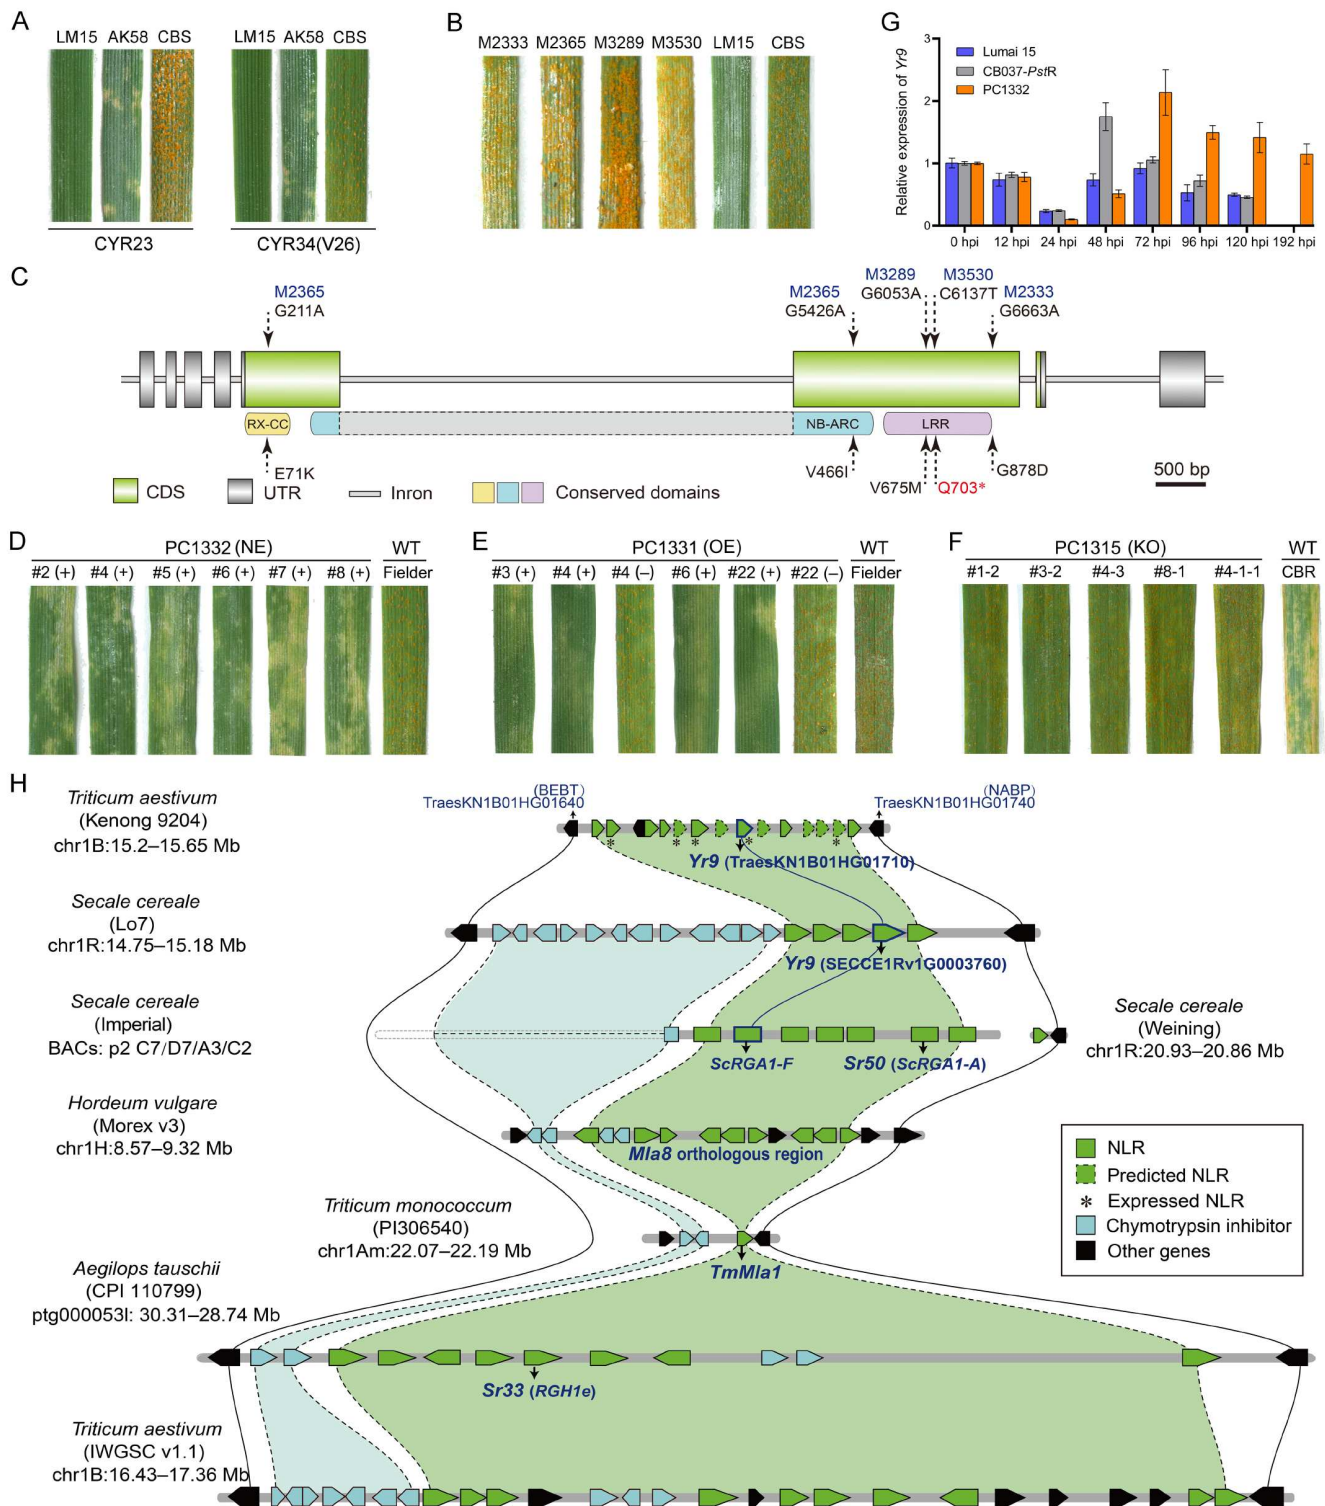 A
LM15 AK58 CBS
LM15 AK58 CBS
CYR23
CYR34(V26)
B
M2333 M2365 M3289 M3530 LM15 CBS
G
Relative expression of Yr9
3
2
1
0
Lumai 15
CB037-PstR
PC1332
0 hpi 12 hpi 24 hpi 48 hpi 72 hpi 96 hpi 120 hpi 192 hpi
C
M2365
G211A
M2365
G5426A
M3289
G6053A
M3530
C6137T
M2333
G6663A
RX-CC
NB-ARC
LRR
E71K
V466I
V675M
Q703*
G878D
500 bp
CDS
UTR
Inron
Conserved domains
D
PC1332 (NE)
WT
#2 (+) #4 (+) #5 (+) #6 (+) #7 (+) #8 (+) Fielder
E
PC1331 (OE)
WT
#3 (+) #4 (+) #4 (–) #6 (+) #22 (+) #22 (–) Fielder
F
PC1315 (KO)
WT
#1-2 #3-2 #4-3 #8-1 #4-1-1 CBR
H
Triticum aestivum
(Kenong 9204)
chr1B:15.2–15.65 Mb
(BEBT)
TraesKN1B01HG01640
(NABP)
TraesKN1B01HG01740
* * * * *
Yr9 (TraesKN1B01HG01710)
Secale cereale
(Lo7)
chr1R:14.75–15.18 Mb
Yr9 (SECCE1Rv1G0003760)
Secale cereale
(Imperial)
BACs: p2 C7/D7/A3/C2
ScRGA1-F
Sr50 (ScRGA1-A)
Secale cereale
(Weining)
chr1R:20.93–20.86 Mb
Hordeum vulgare
(Morex v3)
chr1H:8.57–9.32 Mb
Mla8 orthologous region
NLR
Predicted NLR
* Expressed NLR
Chymotrypsin inhibitor
Other genes
Triticum monococcum
(PI306540)
chr1Am:22.07–22.19 Mb
TmMla1
Aegilops tauschii
(CPI 110799)
ptg000053l: 30.31–28.74 Mb
Sr33 (RGH1e)
Triticum aestivum
(IWGSC v1.1)
chr1B:16.43–17.36 Mb